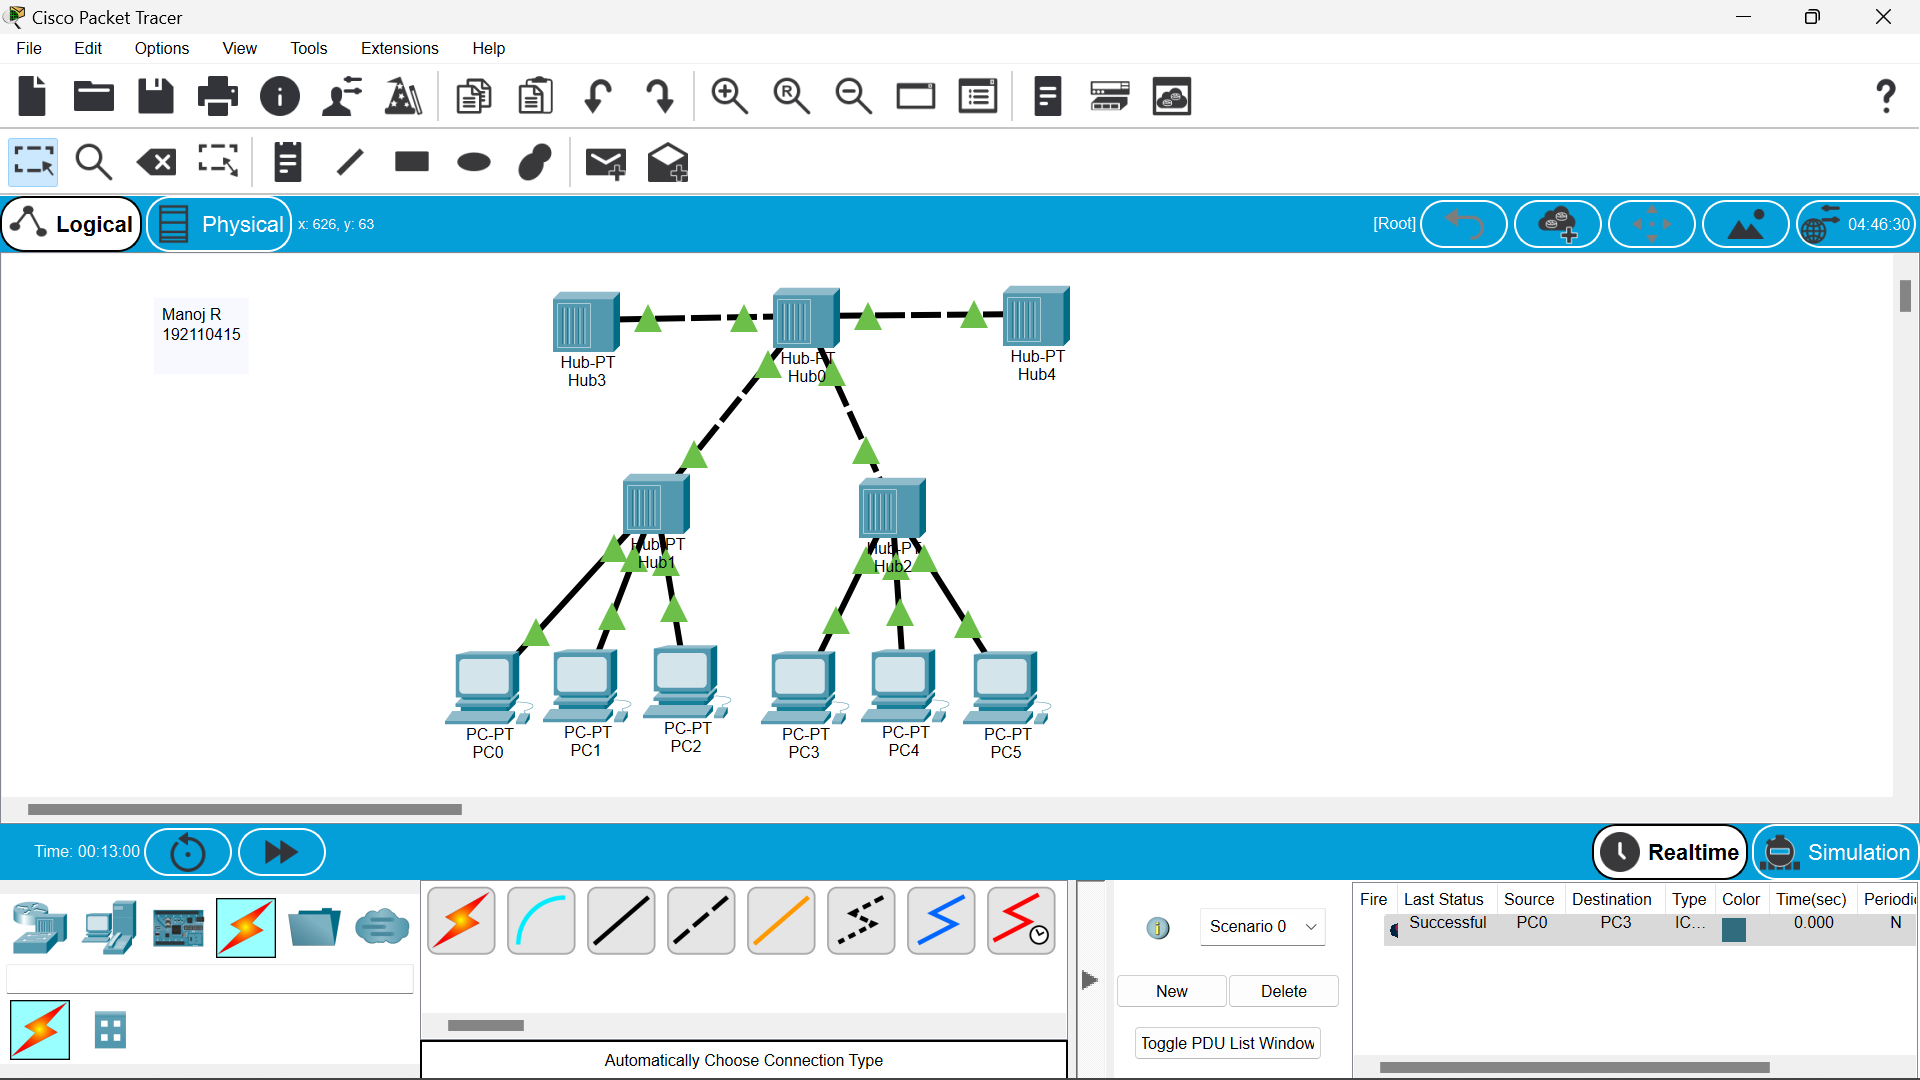 Cisco Packet Tracer
File Edit Options View Tools Extensions Help
Logical Physical x: 626, y: 63 [Root] 04:46:30
Manoj R
192110415
Hub-PT
Hub3
Hub-PT
Hub0
Hub-PT
Hub4
Hub-PT
Hub1
Hub-PT
Hub2
PC-PT
PC0
PC-PT
PC1
PC-PT
PC2
PC-PT
PC3
PC-PT
PC4
PC-PT
PC5
Time: 00:13:00 Realtime Simulation
Scenario 0
New Delete
Toggle PDU List Window
Fire Last Status Source Destination Type Color Time(sec) Periodi
Successful PC0 PC3 IC... 0.000 N
Automatically Choose Connection Type